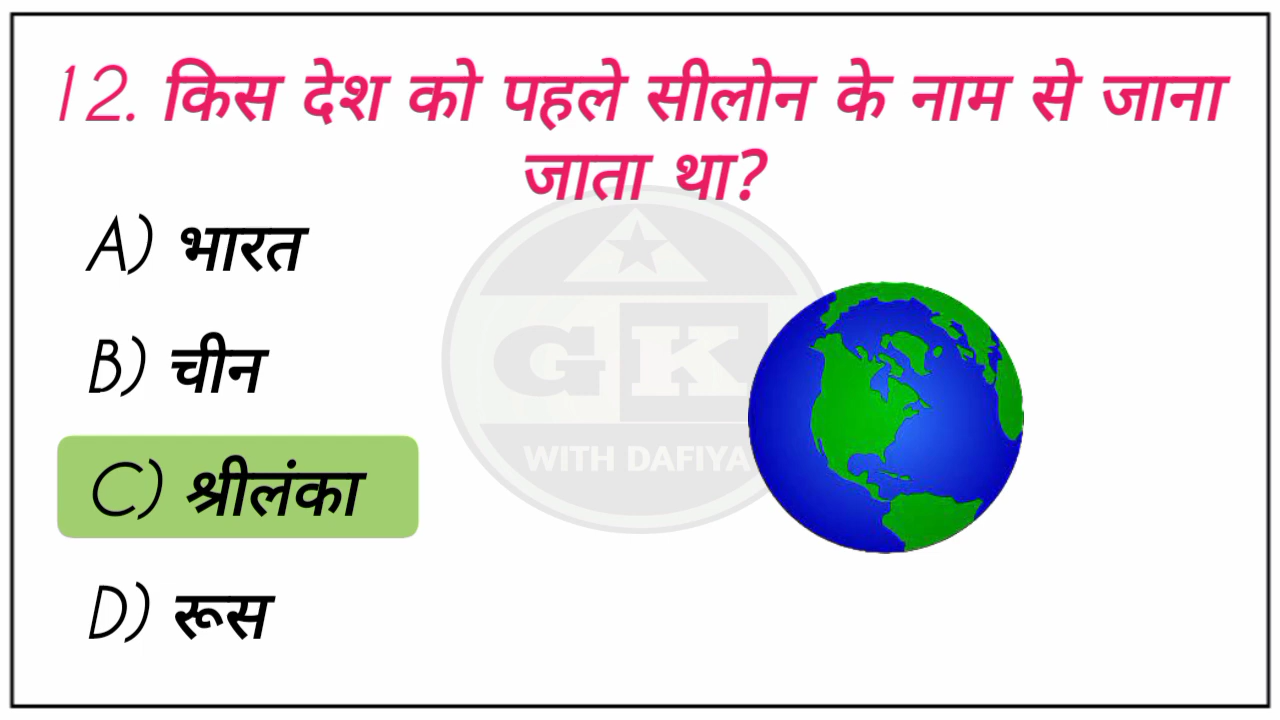 12. किस देश को पहले सीलोन के नाम से जाना
जाता था?
A) भारत
B) चीन
C) श्रीलंका
D) रूस
GK
WITH DAFIYA